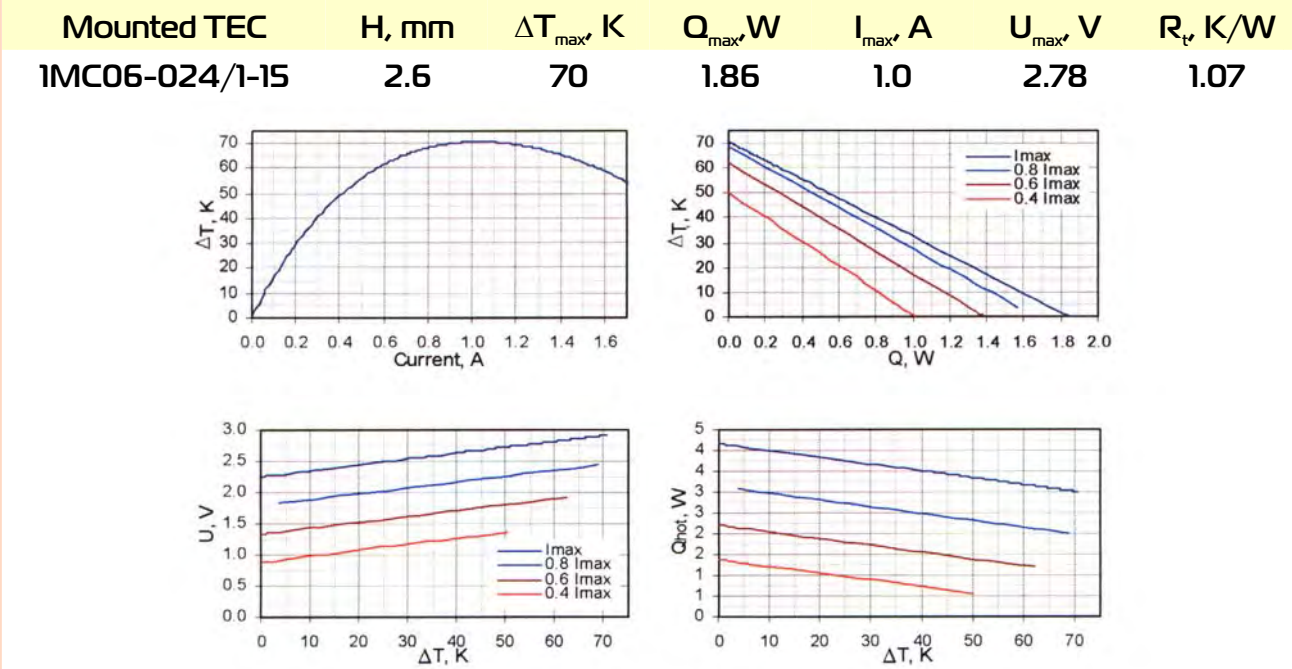 Mounted TEC H, mm ΔTmax, K Qmax, W Imax, A Umax, V Rt, K/W
1MC06-024/1-15 2.6 70 1.86 1.0 2.78 1.07
70
60
50
40
30
20
10
0
ΔT, K
0.0 0.2 0.4 0.6 0.8 1.0 1.2 1.4 1.6
Current, A
70
60
50
40
30
20
10
0
ΔT, K
Imax
0.8 Imax
0.6 Imax
0.4 Imax
0.0 0.2 0.4 0.6 0.8 1.0 1.2 1.4 1.6 1.8 2.0
Q, W
3.0
2.5
2.0
1.5
1.0
0.5
0.0
U, V
Imax
0.8 Imax
0.6 Imax
0.4 Imax
0 10 20 30 40 50 60 70
ΔT, K
5
4
4
3
3
2
2
1
1
0
Qhot, W
0 10 20 30 40 50 60 70
ΔT, K